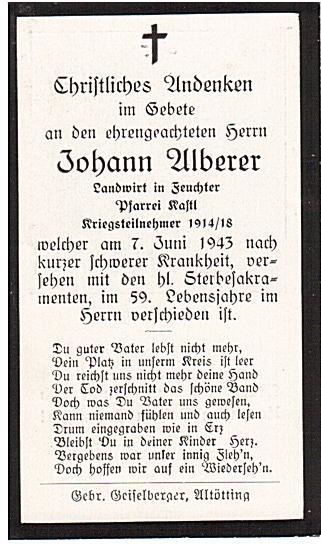 Christliches Andenken
im Gebete
an den ehrengeachteten Herrn
Johann Alberer
Landwirt in Feuchter
Pfarrei Kastl
Kriegsteilnehmer 1914/18
welcher am 7. Juni 1943 nach
kurzer schwerer Krankheit, ver-
sehen mit den hl. Sterbesakra-
menten, im 59. Lebensjahre im
Herrn verschieden ist.
Du guter Vater lebst nicht mehr,
Dein Platz in unserm Kreis ist leer
Du reichst uns nicht mehr deine Hand
Der Tod zerschnitt das schöne Band
Doch was Du Vater uns gewesen,
Kann niemand fühlen und auch lesen
Drum eingegraben wie in Erz
Bleibst Du in deiner Kinder Herz.
Vergebens war unser innig Fleh'n,
Doch hoffen wir auf ein Wiederseh'n.
Gebr. Geiselberger, Altötting